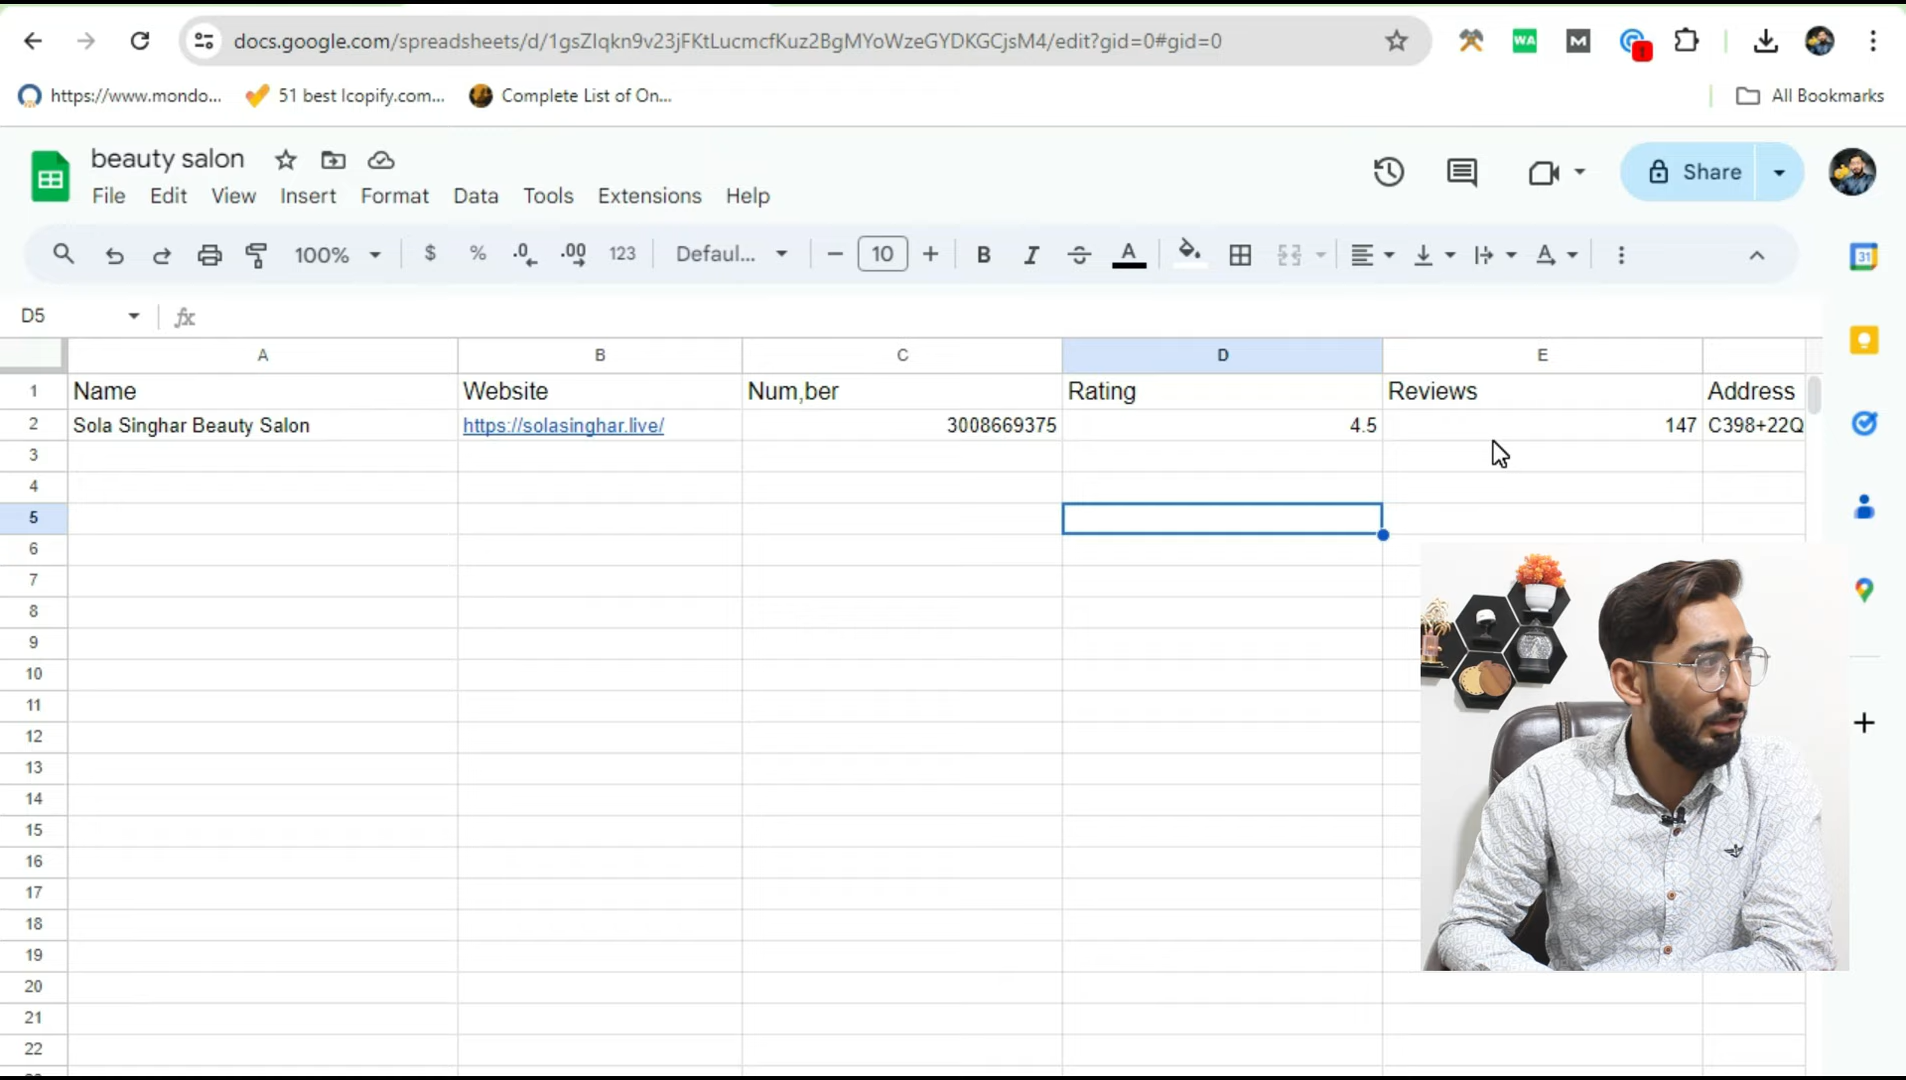 docs.google.com/spreadsheets/d/1gsZlqkn9v23jFKtLucmcfKuz2BgMYoWzeGYDKGCjsM4/edit?gid=0#gid=0
WA
M
1
https://www.mondo...
51 best Icopify.com...
Complete List of On...
All Bookmarks
beauty salon
File Edit View Insert Format Data Tools Extensions Help
Share
100%
$ % .0 .00 123
Defaul...
10
B I S A
31
D5
fx
A B C D E
1 Name Website Num,ber Rating Reviews Address
2 Sola Singhar Beauty Salon https://solasinghar.live/ 3008669375 4.5 147 C398+22Q
3
4
5
6
7
8
9
10
11
12
13
14
15
16
17
18
19
20
21
22